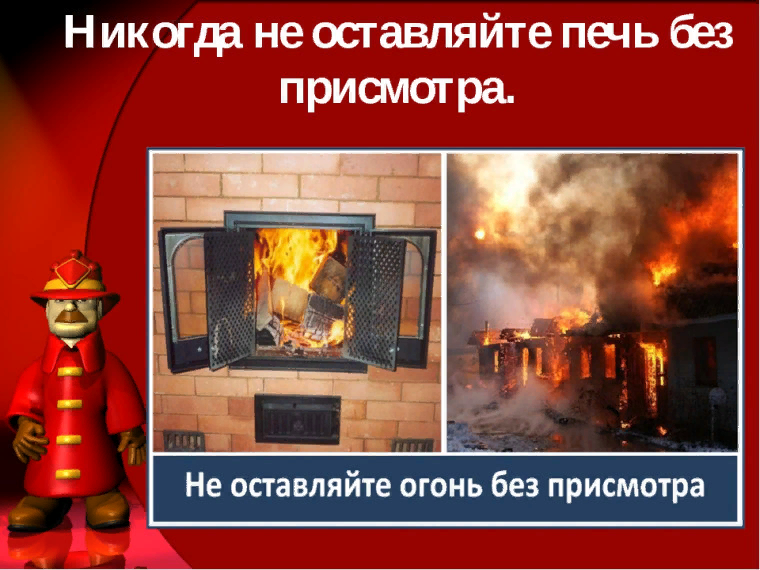 Никогда не оставляйте печь без
присмотра.
Не оставляйте огонь без присмотра